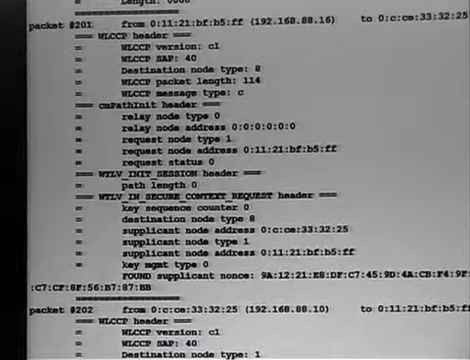 Length: 0000
==================
packet #201 from 0:11:21:bf:b5:ff (192.168.88.16) to 0:c:ce:33:32:25
=== WLCCP header ===
= WLCCP version: c1
= WLCCP SAP: 40
= Destination node type: 8
= WLCCP packet length: 114
= WLCCP message type: c
=== cmPathInit header ===
= relay node type 0
= relay node address 0:0:0:0:0:0
= request node type 1
= request node address 0:11:21:bf:b5:ff
= request status 0
=== WTLV_INIT_SESSION header ===
= path length 0
=== WTLV_IN_SECURE_CONTEXT_REQUEST header ===
= key sequence counter 0
= destination node type 8
= supplicant node address 0:c:ce:33:32:25
= supplicant node type 1
= supplicant node address 0:11:21:bf:b5:ff
= key mgmt type 0
FOUND supplicant nonce: 9A:12:21:E8:DF:C7:45:9D:4A:CB:F4:9F:
:C7:CF:8F:56:B7:87:BB
==================
packet #202 from 0:c:ce:33:32:25 (192.168.88.10) to 0:11:21:bf:b5:ff
=== WLCCP header ===
= WLCCP version: c1
= WLCCP SAP: 40
= Destination node type: 1